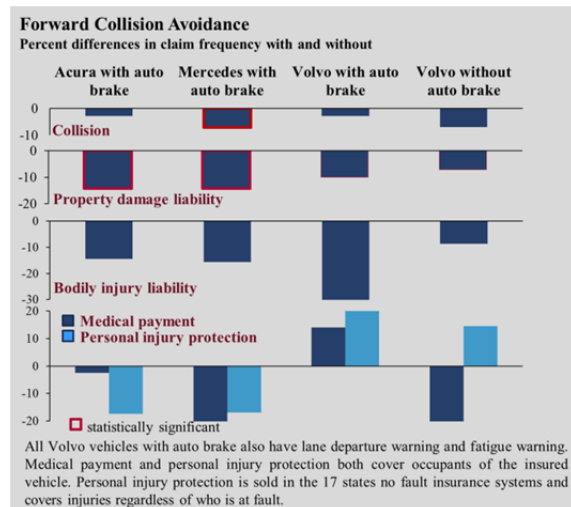 Forward Collision Avoidance
Percent differences in claim frequency with and without
Acura with auto brake
Mercedes with auto brake
Volvo with auto brake
Volvo without auto brake
0
-10
Collision
0
-10
-20
Property damage liability
0
-10
-20
-30
Bodily injury liability
20
10
0
-10
-20
Medical payment
Personal injury protection
statistically significant
All Volvo vehicles with auto brake also have lane departure warning and fatigue warning.
Medical payment and personal injury protection both cover occupants of the insured
vehicle. Personal injury protection is sold in the 17 states no fault insurance systems and
covers injuries regardless of who is at fault.